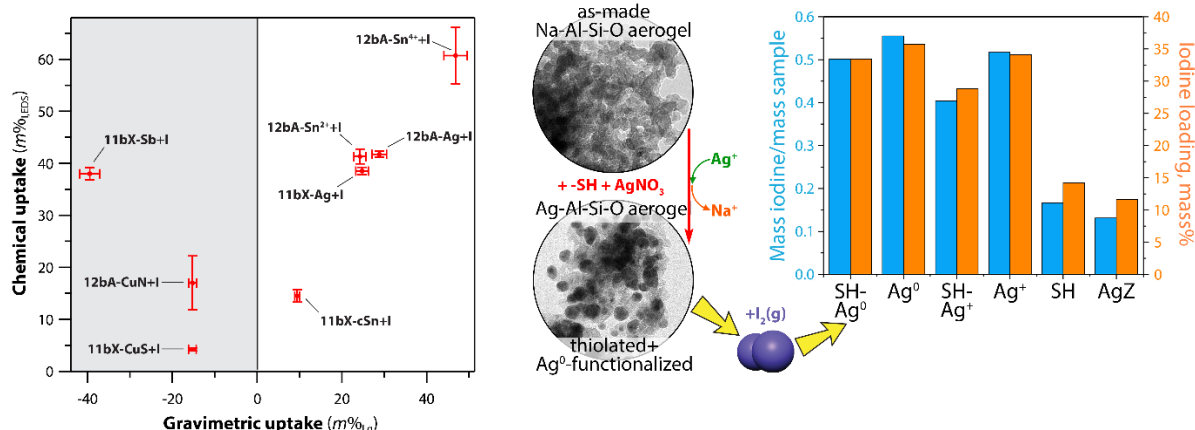 Chemical uptake (m%LEDS)
60
50
40
30
20
10
0
-40
-20
0
20
40
Gravimetric uptake (m%I,g)
12bA-Sn⁴⁺+I
11bX-Sb+I
12bA-Sn²⁺+I
12bA-Ag+I
11bX-Ag+I
12bA-CuN+I
11bX-cSn+I
11bX-CuS+I
as-made
Na-Al-Si-O aerogel
+ -SH + AgNO₃
Ag⁺
Na⁺
Ag-Al-Si-O aeroge
thiolated+
Ag⁰-functionalized
+I₂(g)
Mass iodine/mass sample
0.6
0.5
0.4
0.3
0.2
0.1
0.0
40
35
30
25
20
15
10
5
0
Iodine loading, mass%
SH-
Ag⁰
Ag⁰
SH-
Ag⁺
Ag⁺
SH
AgZ